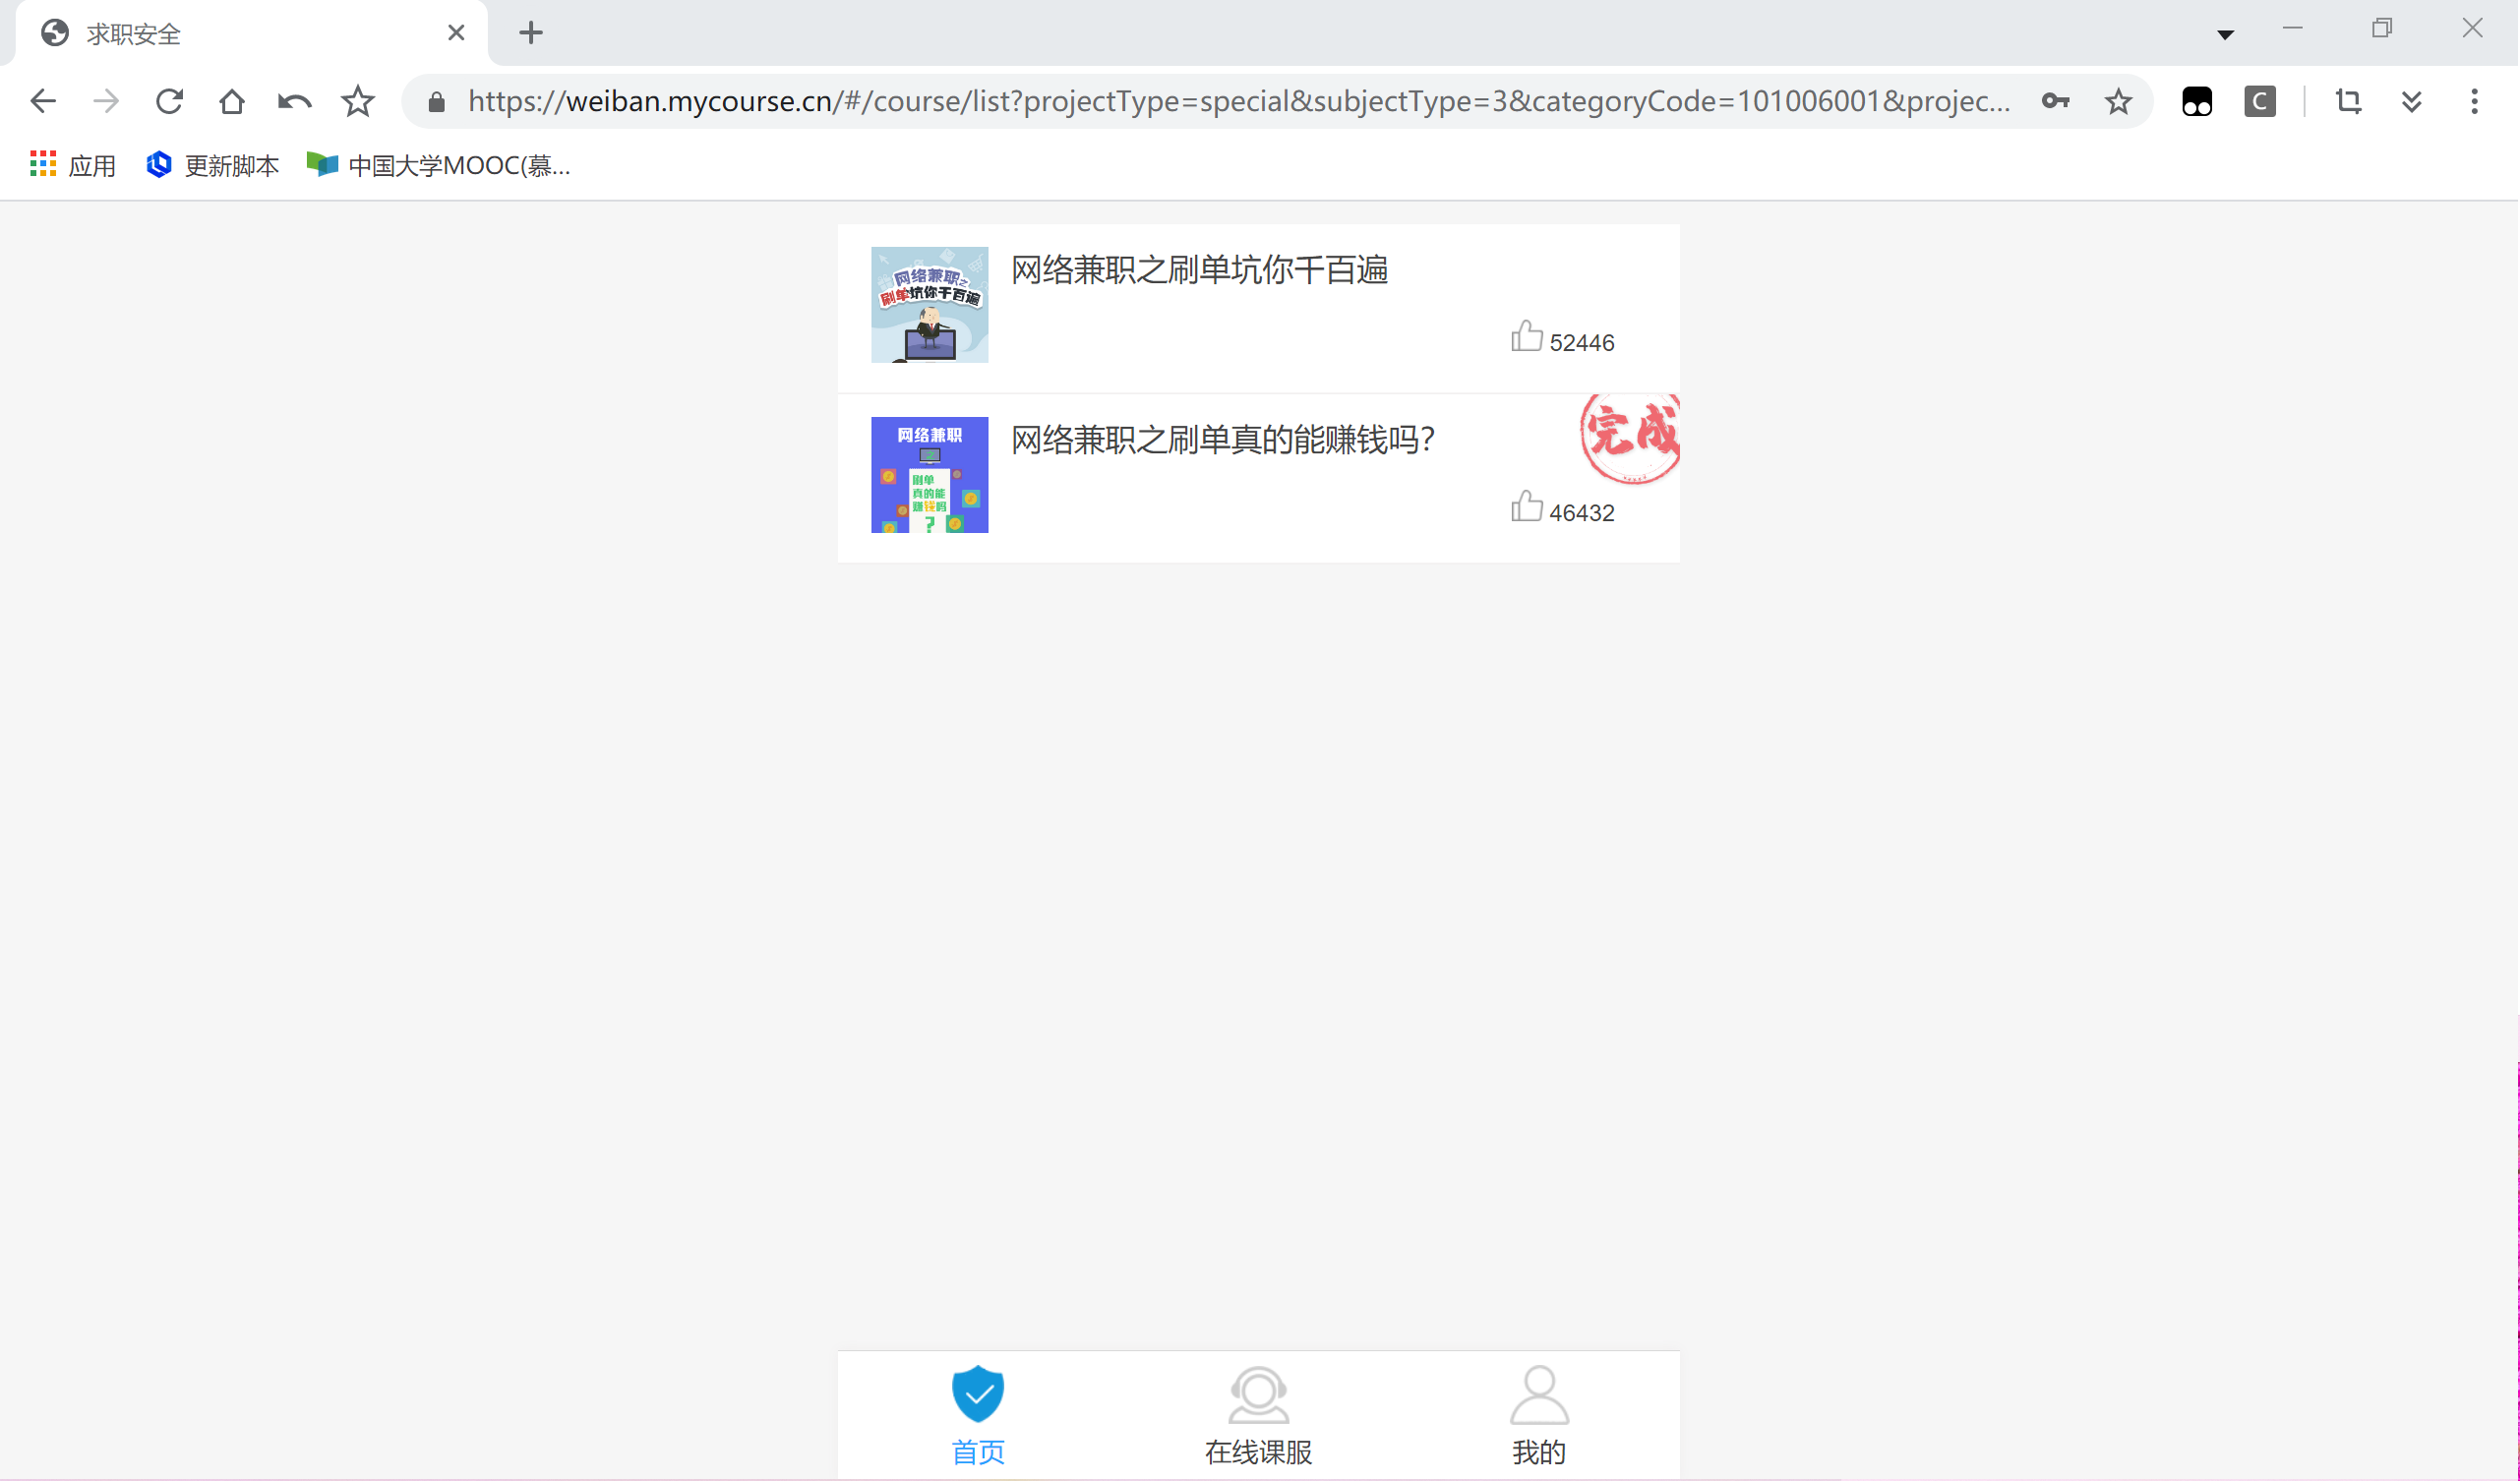 求职安全
https://weiban.mycourse.cn/#/course/list?projectType=special&subjectType=3&categoryCode=101006001&projec...
C
应用
更新脚本
中国大学MOOC(慕...
网络兼职之
刷单坑你千百遍
网络兼职之刷单坑你千百遍
52446
网络兼职
刷单
真的能
赚钱吗
?
网络兼职之刷单真的能赚钱吗?
完成
46432
首页
在线课服
我的